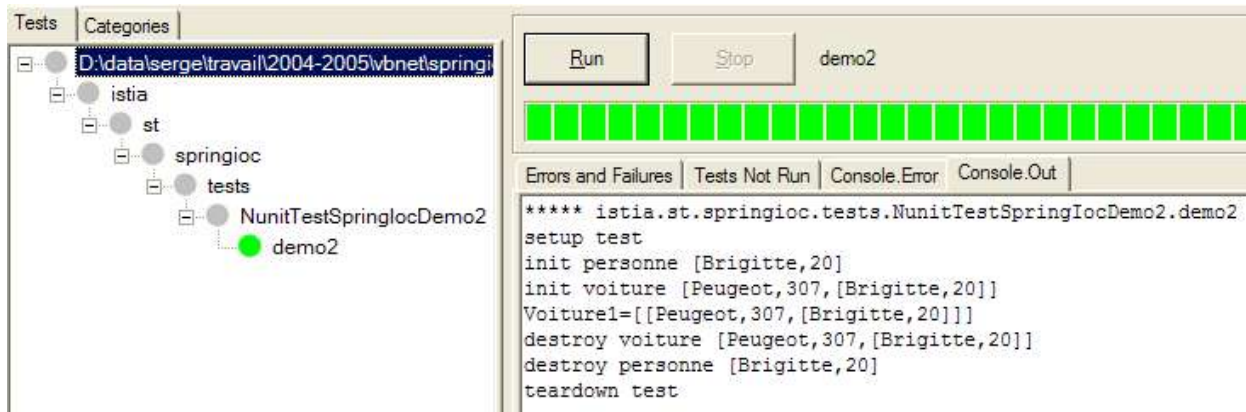 Tests Categories
D:\data\serge\travail\2004-2005\vbnet\springi
istia
st
springioc
tests
NunitTestSpringIocDemo2
demo2
Run Stop demo2
Errors and Failures Tests Not Run Console.Error Console.Out
***** istia.st.springioc.tests.NunitTestSpringIocDemo2.demo2
setup test
init personne [Brigitte,20]
init voiture [Peugeot,307,[Brigitte,20]]
Voiture1=[[Peugeot,307,[Brigitte,20]]]
destroy voiture [Peugeot,307,[Brigitte,20]]
destroy personne [Brigitte,20]
teardown test